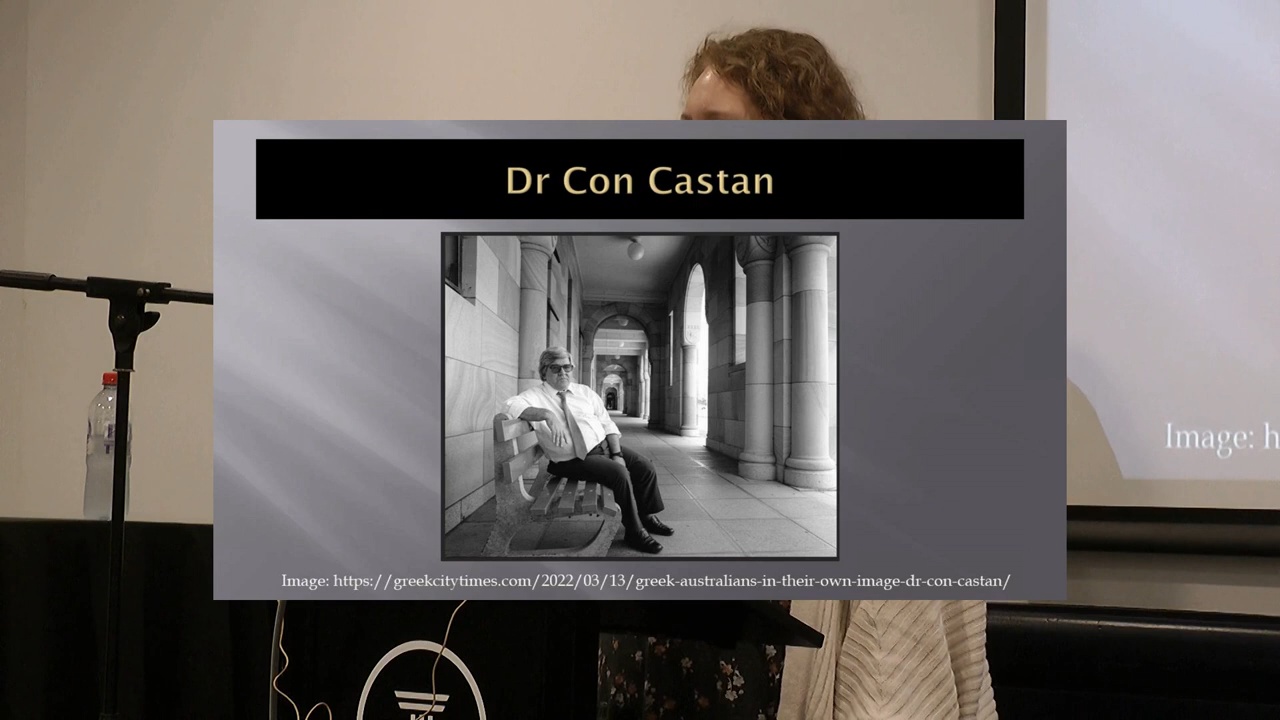 Dr Con Castan
Image: https://greekcitytimes.com/2022/03/13/greek-australians-in-their-own-image-dr-con-castan/
Image: h